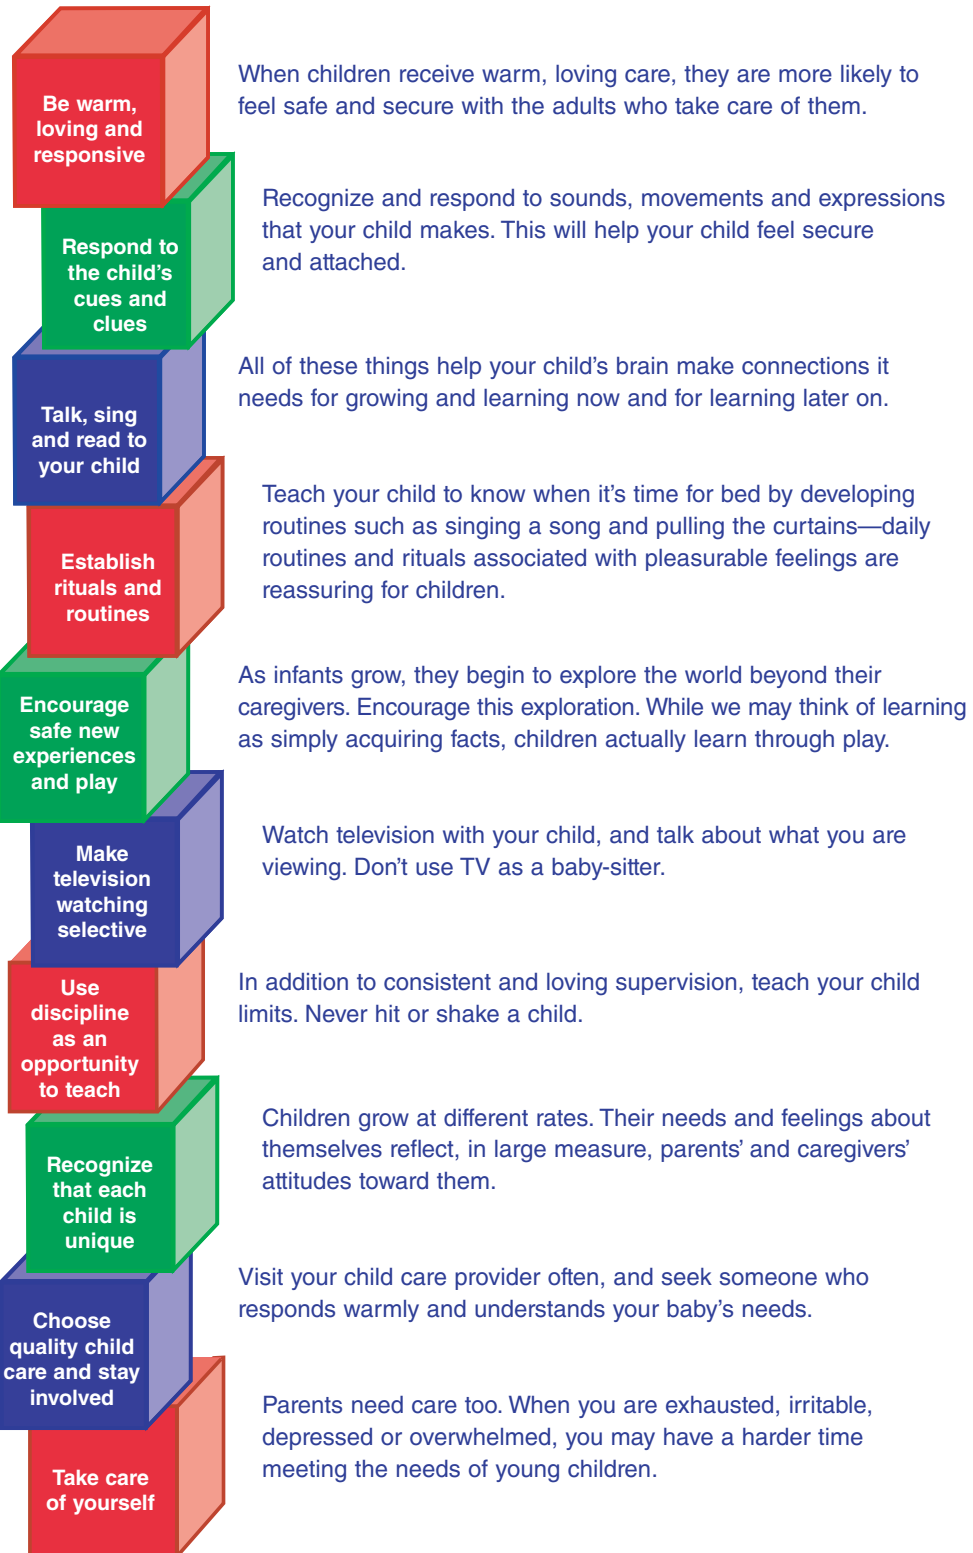 Be warm,
loving and
responsive
When children receive warm, loving care, they are more likely to
feel safe and secure with the adults who take care of them.
Respond to
the child’s
cues and
clues
Recognize and respond to sounds, movements and expressions
that your child makes. This will help your child feel secure
and attached.
Talk, sing
and read to
your child
All of these things help your child’s brain make connections it
needs for growing and learning now and for learning later on.
Establish
rituals and
routines
Teach your child to know when it’s time for bed by developing
routines such as singing a song and pulling the curtains—daily
routines and rituals associated with pleasurable feelings are
reassuring for children.
Encourage
safe new
experiences
and play
As infants grow, they begin to explore the world beyond their
caregivers. Encourage this exploration. While we may think of learning
as simply acquiring facts, children actually learn through play.
Make
television
watching
selective
Watch television with your child, and talk about what you are
viewing. Don’t use TV as a baby-sitter.
Use
discipline
as an
opportunity
to teach
In addition to consistent and loving supervision, teach your child
limits. Never hit or shake a child.
Recognize
that each
child is
unique
Children grow at different rates. Their needs and feelings about
themselves reflect, in large measure, parents’ and caregivers’
attitudes toward them.
Choose
quality child
care and stay
involved
Visit your child care provider often, and seek someone who
responds warmly and understands your baby’s needs.
Take care
of yourself
Parents need care too. When you are exhausted, irritable,
depressed or overwhelmed, you may have a harder time
meeting the needs of young children.